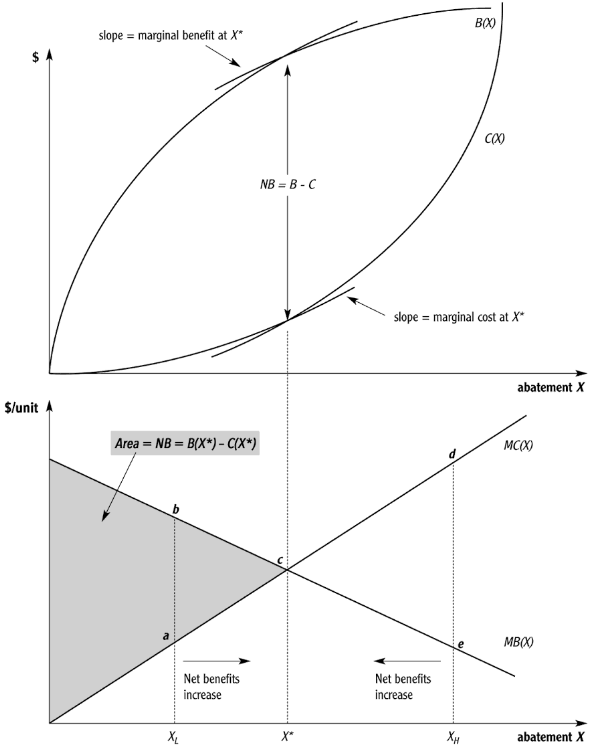 slope = marginal benefit at X*
$
B(X)
C(X)
NB = B - C
slope = marginal cost at X*
abatement X
$/unit
Area = NB = B(X*) – C(X*)
MC(X)
d
b
c
a
e
MB(X)
Net benefits
increase
Net benefits
increase
X_L
X*
X_H
abatement X